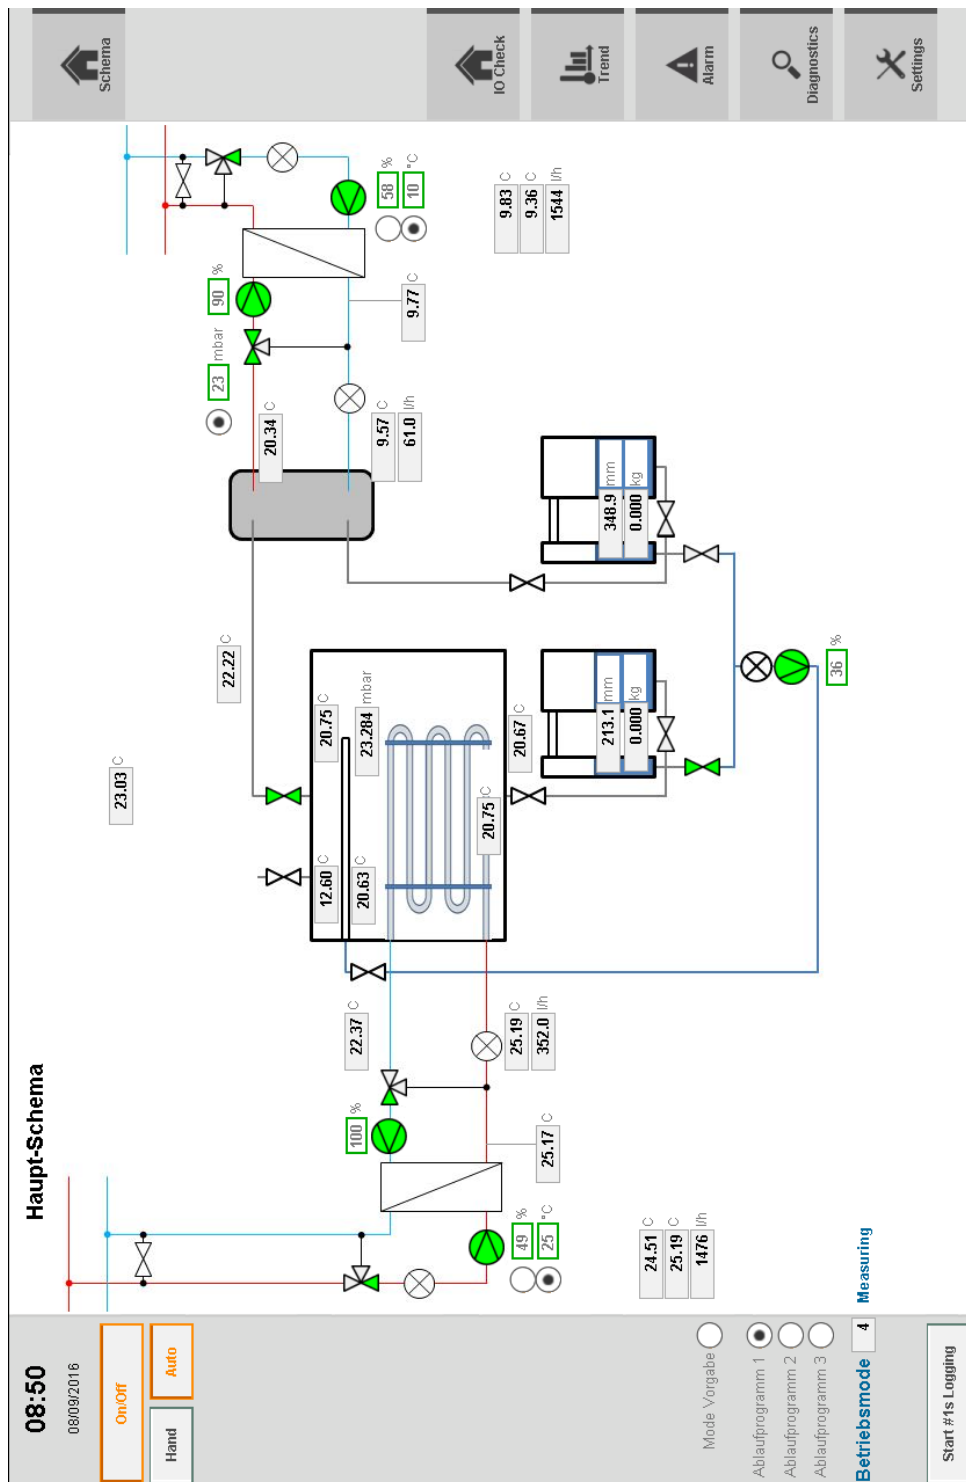 08:50
08/09/2016
On/Off
Hand
Auto
Mode Vorgabe
Ablaufprogramm 1
Ablaufprogramm 2
Ablaufprogramm 3
Betriebsmode 4 Measuring
Start #1s Logging
Haupt-Schema
Schema
IO Check
Trend
Alarm
Diagnostics
Settings
23.03 C
22.22 C
100 %
22.37 C
49 %
25 °C
25.17 C
25.19 C
352.0 l/h
24.51 C
25.19 C
1476 l/h
12.60 C
20.63 C
20.75 C
23.284 mbar
20.75 C
20.67 C
213.1 mm
0.000 kg
348.9 mm
0.000 kg
36 %
23 mbar
90 %
20.34 C
9.57 C
61.0 l/h
9.77 C
58 %
10 °C
9.83 C
9.36 C
1544 l/h